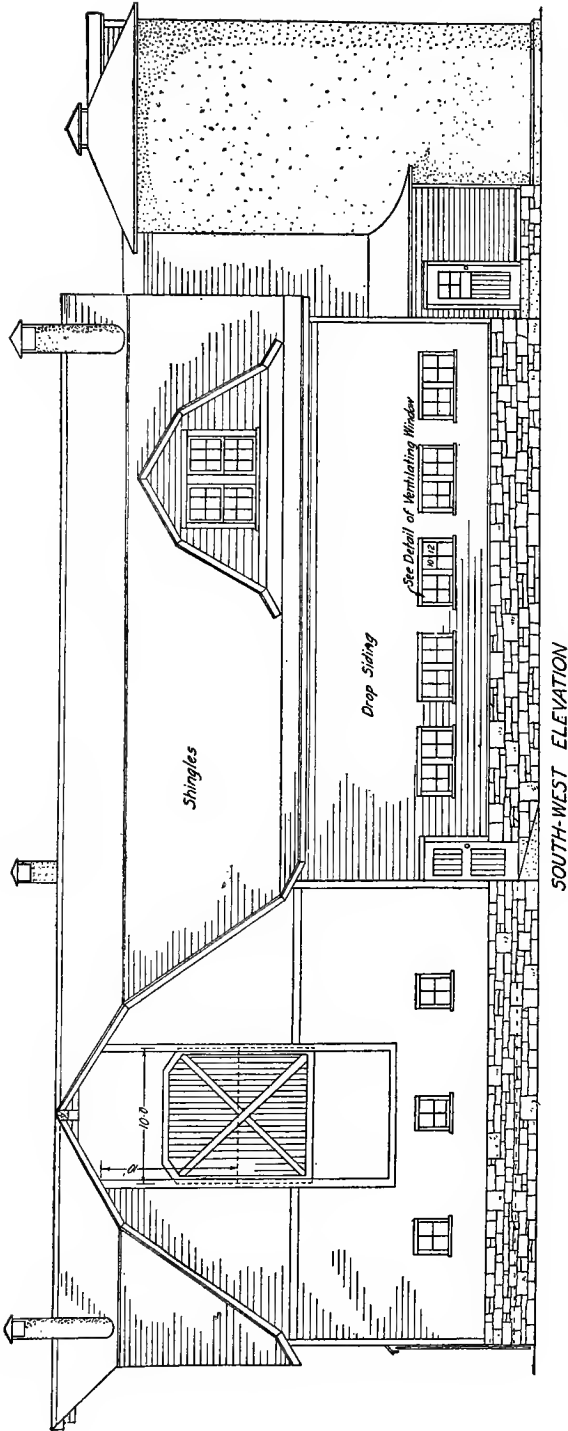 Shingles
Drop Siding
See Detail of Ventilating Window
10-12
10-0
10'
SOUTH-WEST ELEVATION